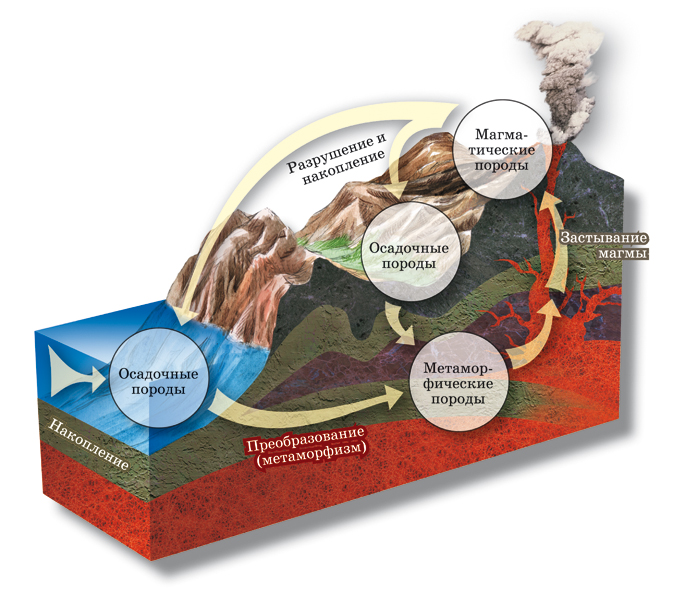 Магма-
тические
породы
Разрушение и
накопление
Осадочные
породы
Застывание
магмы
Осадочные
породы
Метамор-
фические
породы
Накопление
Преобразование
(метаморфизм)